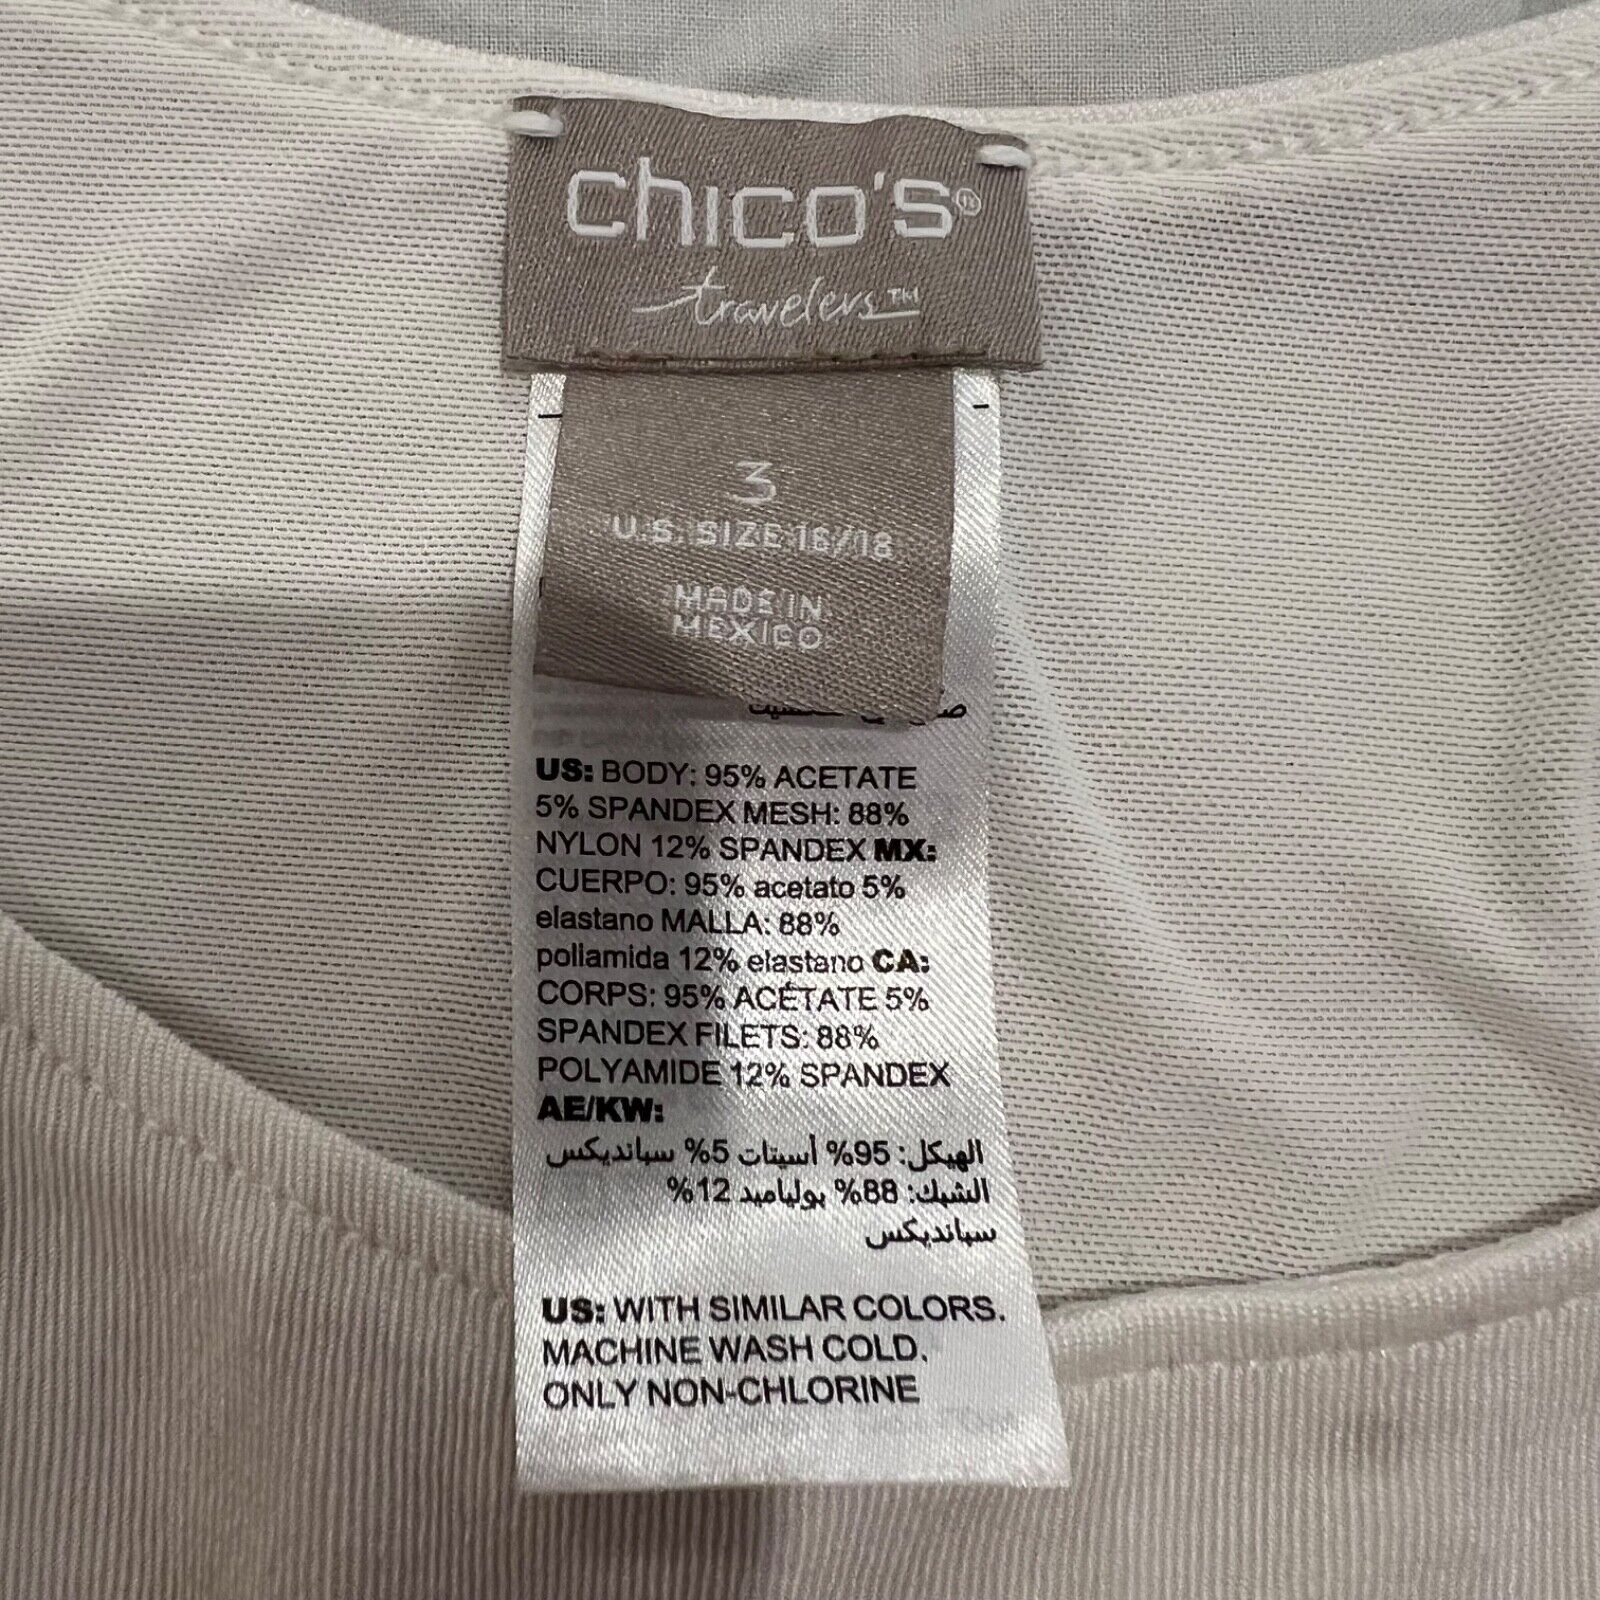 chico's®
travelers™
3
U.S. SIZE 16/18
MADE IN
MEXICO
US: BODY: 95% ACETATE
5% SPANDEX MESH: 88%
NYLON 12% SPANDEX MX:
CUERPO: 95% acetato 5%
elastano MALLA: 88%
poliamida 12% elastano CA:
CORPS: 95% ACÉTATE 5%
SPANDEX FILETS: 88%
POLYAMIDE 12% SPANDEX
AE/KW:
الهيكل: 95% أسيتات 5% سبانديكس
الشبك: 88% بولياميد 12%
سبانديكس
US: WITH SIMILAR COLORS.
MACHINE WASH COLD.
ONLY NON-CHLORINE